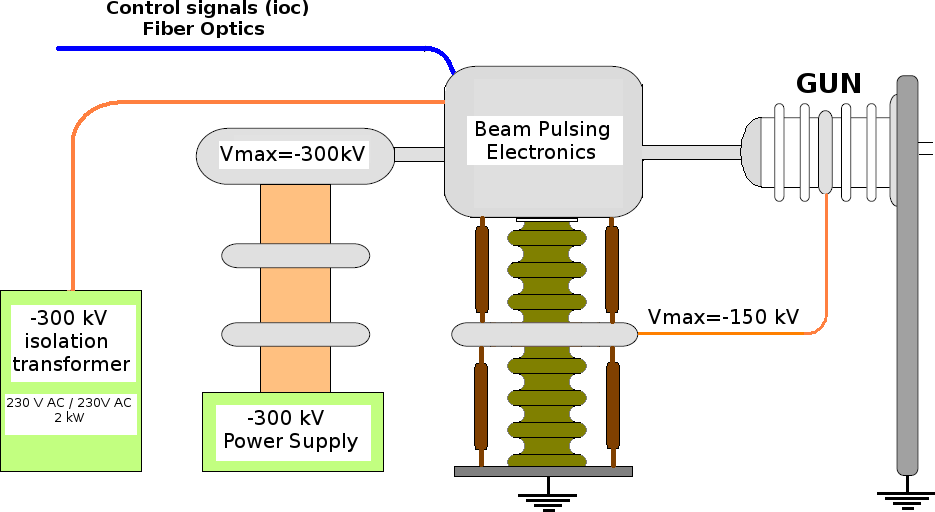 Control signals (ioc)
Fiber Optics
GUN
Beam Pulsing
Electronics
Vmax=-300kV
-300 kV
isolation
transformer
230 V AC / 230V AC
2 kW
Vmax=-150 kV
-300 kV
Power Supply